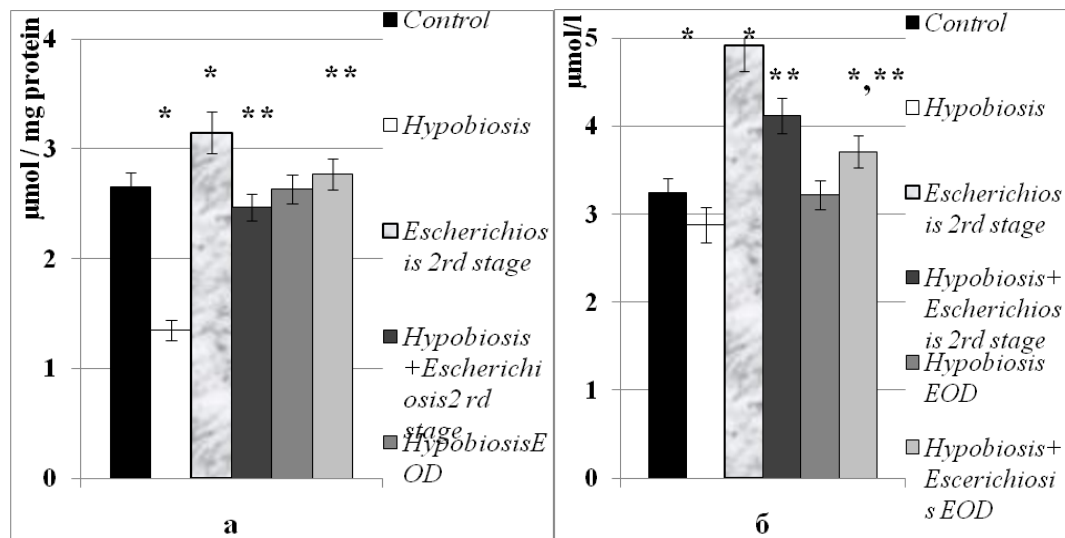 µmol / mg protein
4
3
2
1
0
*
*
**
**
Control
Hypobiosis
Escherichios
is 2rd stage
Hypobiosis
+Escherichi
osis2 rd
stage
HypobiosisE
OD
а
µmol/l
5
4
3
2
1
0
*
*
**
*,**
Control
Hypobiosis
Escherichios
is 2rd stage
Hypobiosis+
Escherichios
is 2rd stage
Hypobiosis
EOD
Hypobiosis+
Escerichiosi
s EOD
б